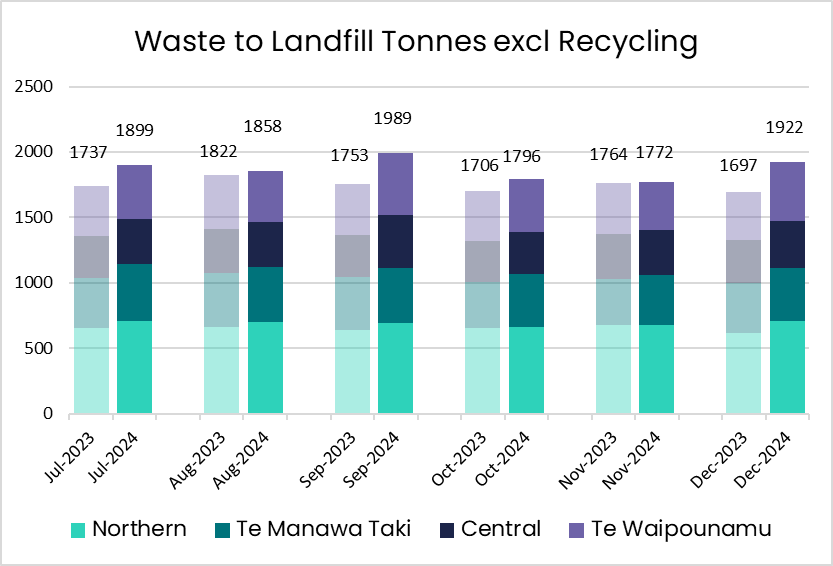 Waste to Landfill Tonnes excl Recycling
2500
2000
1500
1000
500
0
1737
1899
1822
1858
1753
1989
1706
1796
1764
1772
1697
1922
Jul-2023
Jul-2024
Aug-2023
Aug-2024
Sep-2023
Sep-2024
Oct-2023
Oct-2024
Nov-2023
Nov-2024
Dec-2023
Dec-2024
Northern Te Manawa Taki Central Te Waipounamu